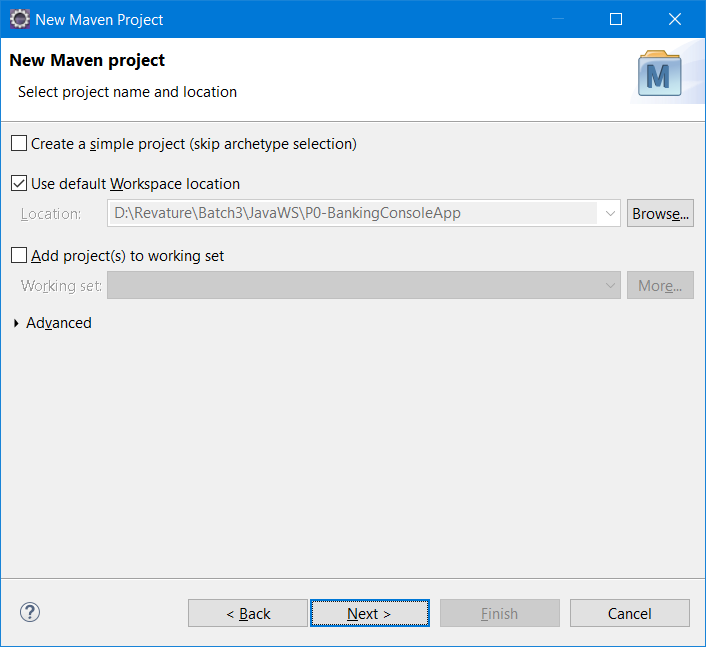 New Maven Project
New Maven project
Select project name and location
M
Create a simple project (skip archetype selection)
Use default Workspace location
Location: D:\Revature\Batch3\JavaWS\P0-BankingConsoleApp Browse...
Add project(s) to working set
Working set: More...
Advanced
? < Back Next > Finish Cancel